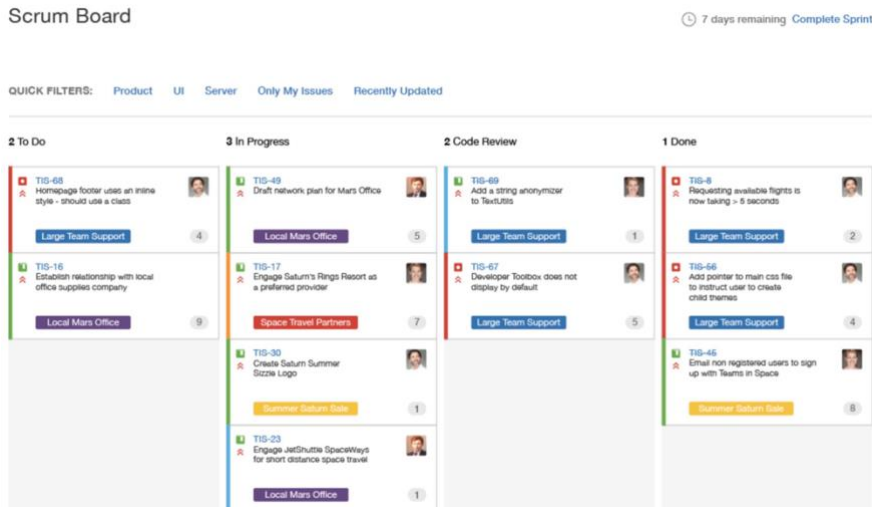 Scrum Board
7 days remaining Complete Sprint
QUICK FILTERS: Product UI Server Only My Issues Recently Updated
2 To Do
TIS-68
Homepage footer uses an inline
style - should use a class
Large Team Support 4
TIS-16
Establish relationship with local
office supplies company
Local Mars Office 9
3 In Progress
TIS-49
Draft network plan for Mars Office
Local Mars Office 5
TIS-17
Engage Saturn's Rings Resort as
a preferred provider
Space Travel Partners 7
TIS-30
Create Saturn Summer
Sizzle Logo
Summer Saturn Sale 1
TIS-23
Engage JetShuttle SpaceWays
for short distance space travel
Local Mars Office 1
2 Code Review
TIS-69
Add a string anonymizer
to TextUtils
Large Team Support 1
TIS-67
Developer Toolbox does not
display by default
Large Team Support 5
1 Done
TIS-8
Requesting available flights is
now taking > 5 seconds
Large Team Support 2
TIS-56
Add pointer to main css file
to instruct user to create
child themes
Large Team Support 4
TIS-45
Email non registered users to sign
up with Teams in Space
Summer Saturn Sale 8